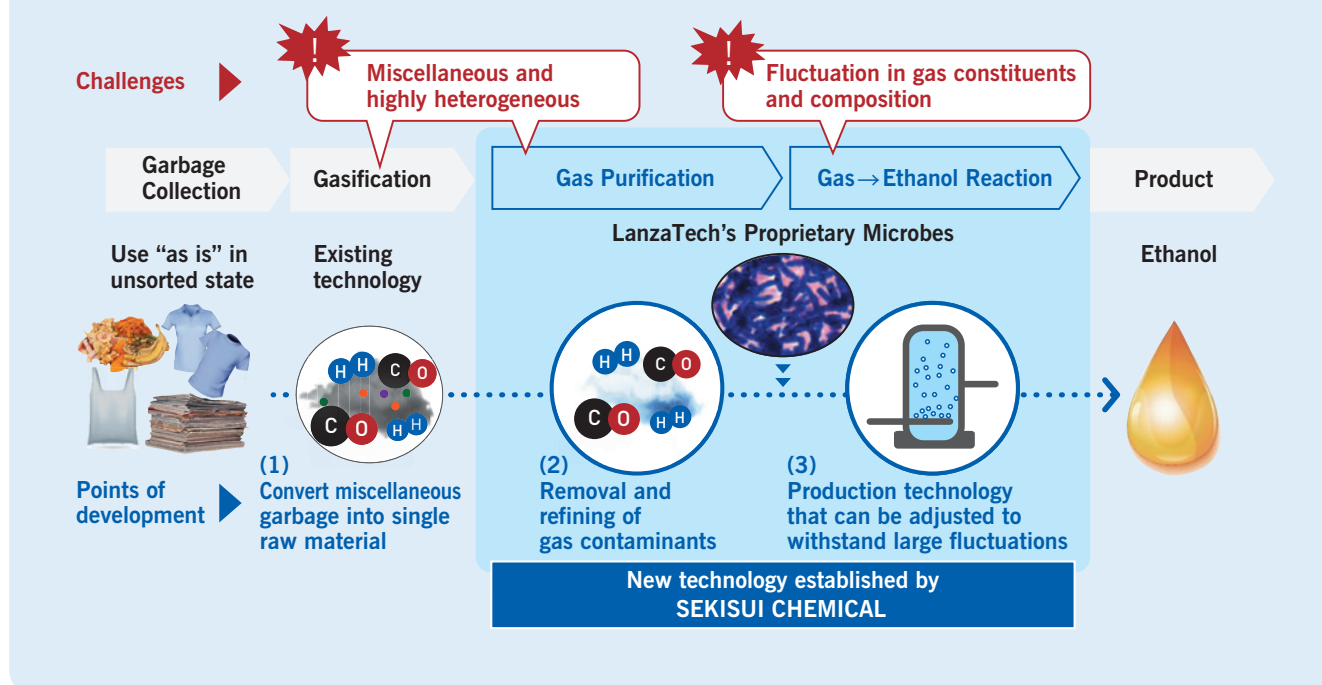 !
!
Challenges
Miscellaneous and
highly heterogeneous
Fluctuation in gas constituents
and composition
Garbage
Collection
Gasification
Gas Purification
Gas→Ethanol Reaction
Product
Use “as is” in
unsorted state
Existing
technology
LanzaTech’s Proprietary Microbes
Ethanol
H H C O
C O H H
H H C O
C O H H
Points of
development
(1)
Convert miscellaneous
garbage into single
raw material
(2)
Removal and
refining of
gas contaminants
(3)
Production technology
that can be adjusted to
withstand large fluctuations
New technology established by
SEKISUI CHEMICAL